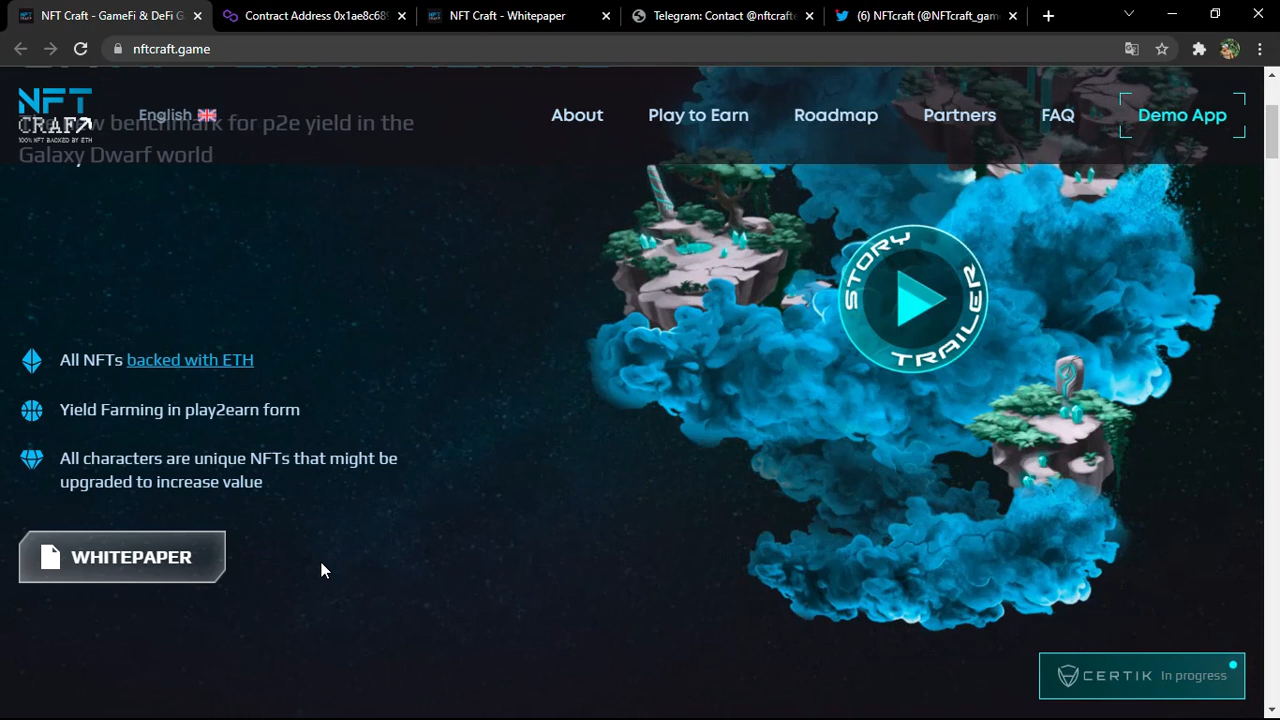 NFT Craft - GameFi & DeFi G
Contract Address 0x1ae8c689
NFT Craft - Whitepaper
Telegram: Contact @nftcrafte
(6) NFTcraft (@NFTcraft_gam
nftcraft.game
NFT
CRAFT
100% NFT BACKED BY ETH
English
About
Play to Earn
Roadmap
Partners
FAQ
Demo App
benchmark for p2e yield in the
Galaxy Dwarf world
STORY
TRAILER
All NFTs backed with ETH
Yield Farming in play2earn form
All characters are unique NFTs that might be
upgraded to increase value
WHITEPAPER
CERTIK In progress